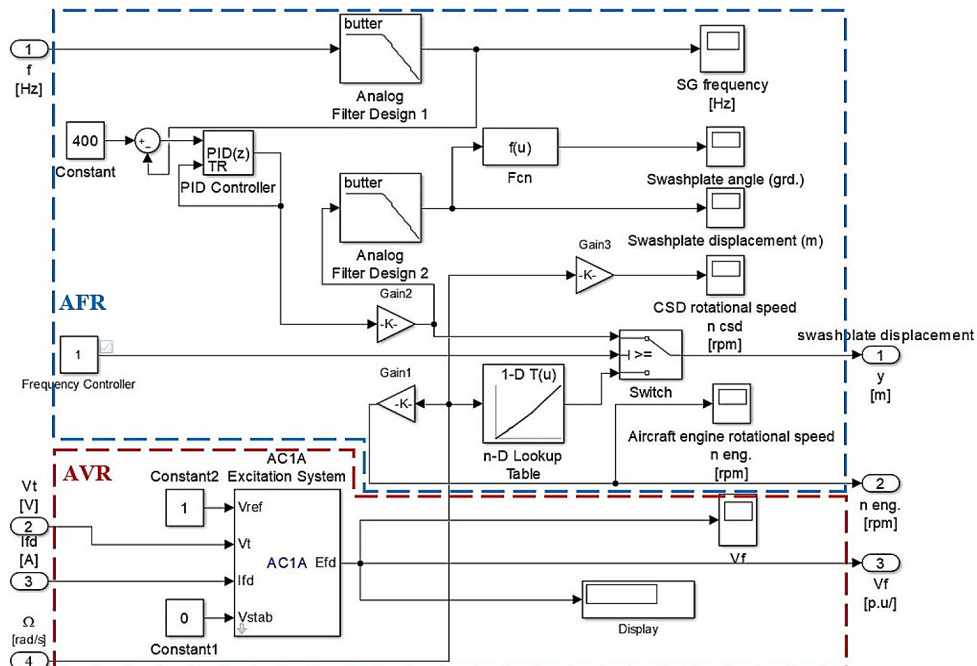 1
f
[Hz]
butter
Analog
Filter Design 1
SG frequency
[Hz]
400
Constant
+
-
PID(z)
TR
PID Controller
f(u)
Fcn
Swashplate angle (grd.)
butter
Analog
Filter Design 2
Swashplate displacement (m)
Gain3
-K-
CSD rotational speed
n csd
[rpm]
AFR
Gain2
-K-
1
Frequency Controller
>=
Switch
swashplate displacement
1
y
[m]
Gain1
-K-
1-D T(u)
n-D Lookup
Table
Aircraft engine rotational speed
n eng.
[rpm]
2
n eng.
[rpm]
AVR
AC1A
Excitation System
Constant2
1
Vref
Vt
Ifd
Vstab
AC1A
Efd
0
Constant1
Vt
[V]
2
Ifd
[A]
3
Ω
[rad/s]
4
Vf
Display
3
Vf
[p.u/]